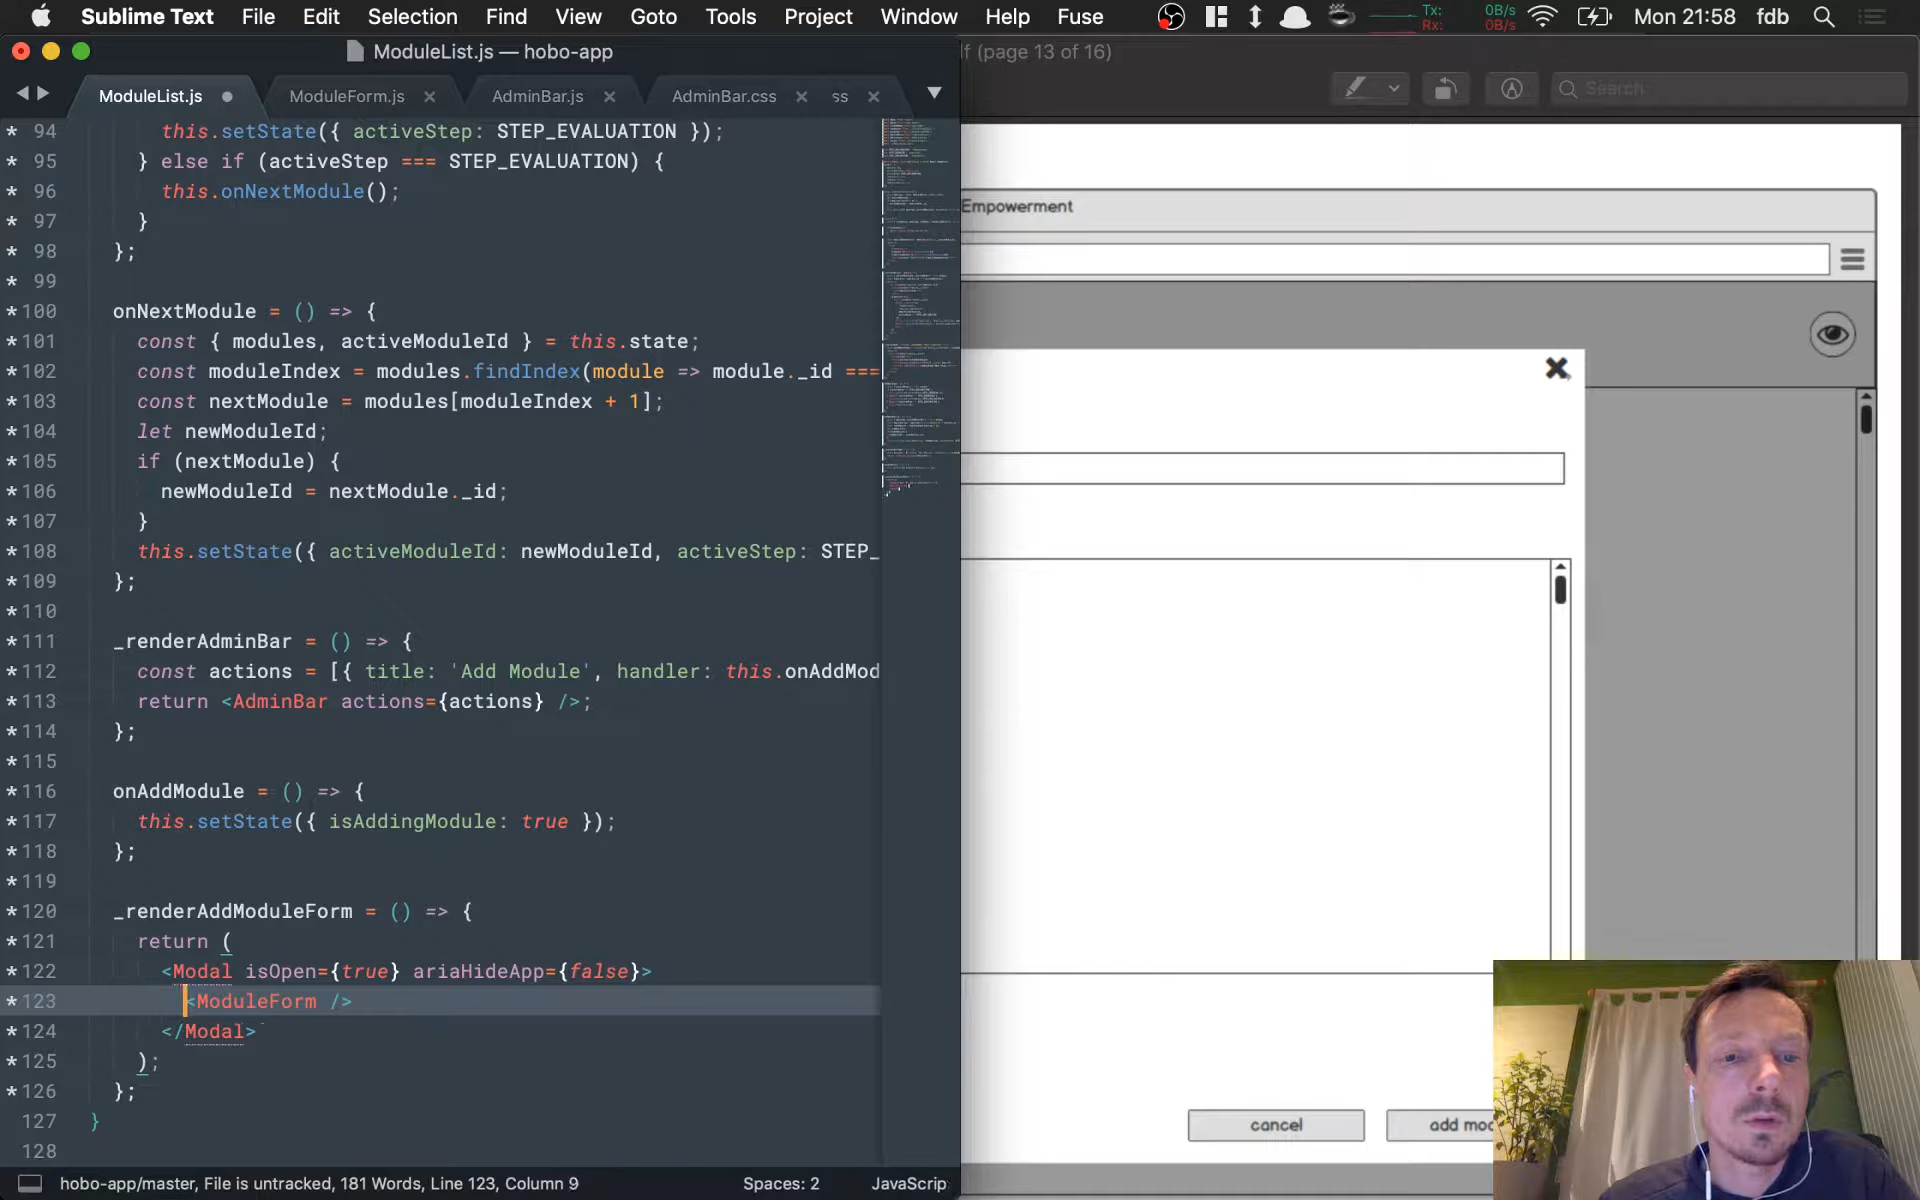 Sublime Text File Edit Selection Find View Goto Tools Project Window Help Fuse Tx: 0B/s Rx: 0B/s Mon 21:58 fdb
ModuleList.js — hobo-app
lf (page 13 of 16)
ModuleList.js ModuleForm.js AdminBar.js AdminBar.css ss
Search
94 this.setState({ activeStep: STEP_EVALUATION });
95 } else if (activeStep === STEP_EVALUATION) {
96 this.onNextModule();
97 }
98 };
99
100 onNextModule = () => {
101 const { modules, activeModuleId } = this.state;
102 const moduleIndex = modules.findIndex(module => module._id ===
103 const nextModule = modules[moduleIndex + 1];
104 let newModuleId;
105 if (nextModule) {
106 newModuleId = nextModule._id;
107 }
108 this.setState({ activeModuleId: newModuleId, activeStep: STEP_
109 };
110
111 _renderAdminBar = () => {
112 const actions = [{ title: 'Add Module', handler: this.onAddMod
113 return <AdminBar actions={actions} />;
114 };
115
116 onAddModule = () => {
117 this.setState({ isAddingModule: true });
118 };
119
120 _renderAddModuleForm = () => {
121 return (
122 <Modal isOpen={true} ariaHideApp={false}>
123 <ModuleForm />
124 </Modal>
125 );
126 };
127 }
128
hobo-app/master, File is untracked, 181 Words, Line 123, Column 9 Spaces: 2 JavaScrip
Empowerment
cancel
add mod